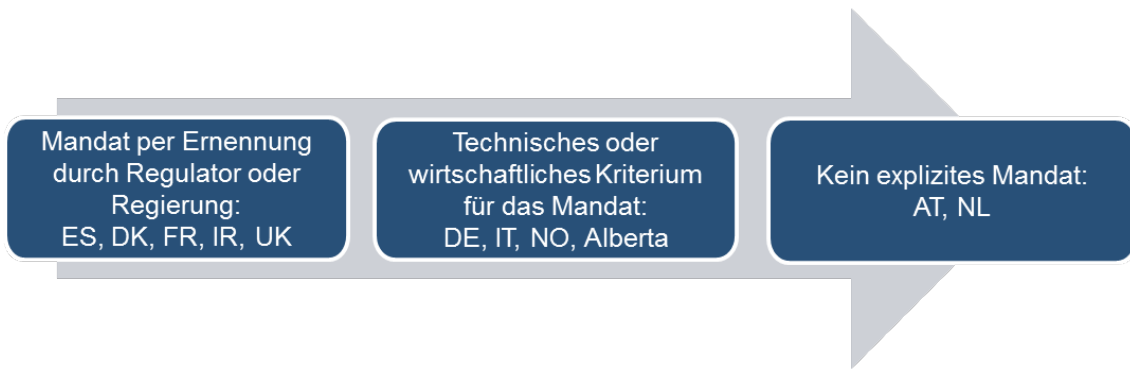 Mandat per Ernennung
durch Regulator oder
Regierung:
ES, DK, FR, IR, UK
Technisches oder
wirtschaftliches Kriterium
für das Mandat:
DE, IT, NO, Alberta
Kein explizites Mandat:
AT, NL